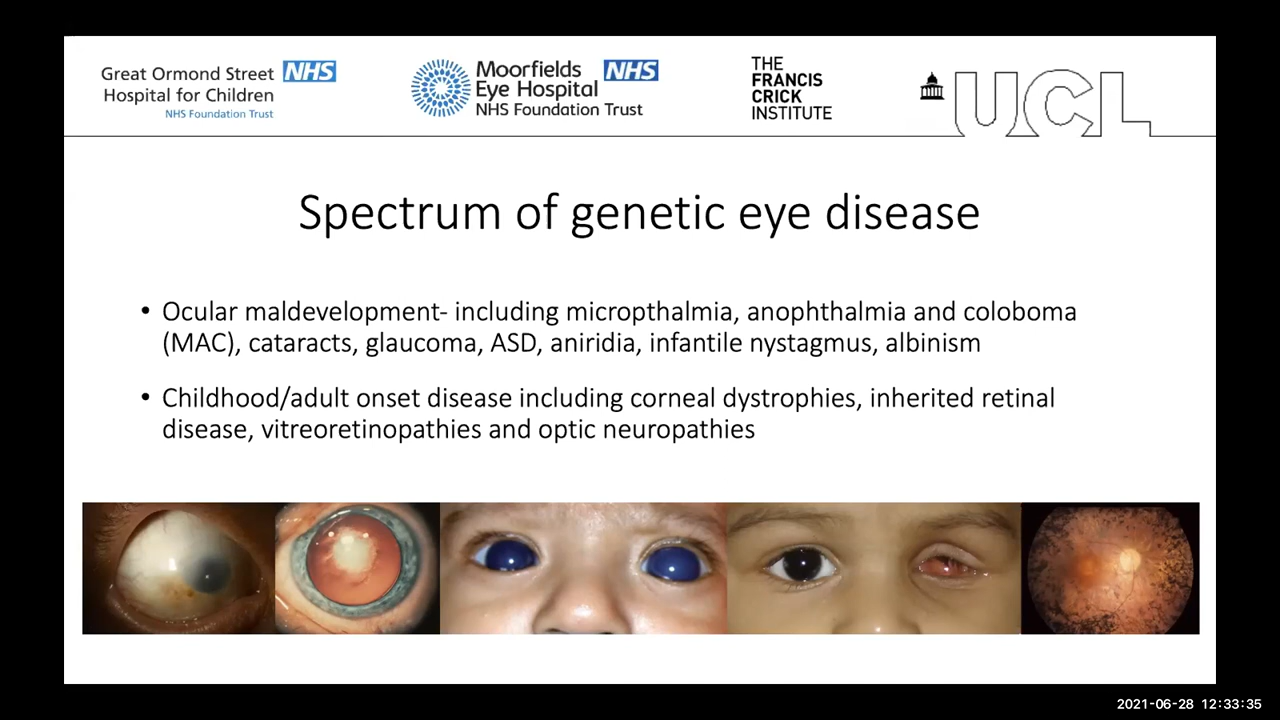 Great Ormond Street NHS
Hospital for Children
NHS Foundation Trust
Moorfields NHS
Eye Hospital
NHS Foundation Trust
THE
FRANCIS
CRICK
INSTITUTE
UCL
Spectrum of genetic eye disease
• Ocular maldevelopment- including micropthalmia, anophthalmia and coloboma
(MAC), cataracts, glaucoma, ASD, aniridia, infantile nystagmus, albinism
• Childhood/adult onset disease including corneal dystrophies, inherited retinal
disease, vitreoretinopathies and optic neuropathies
2021-06-28 12:33:35